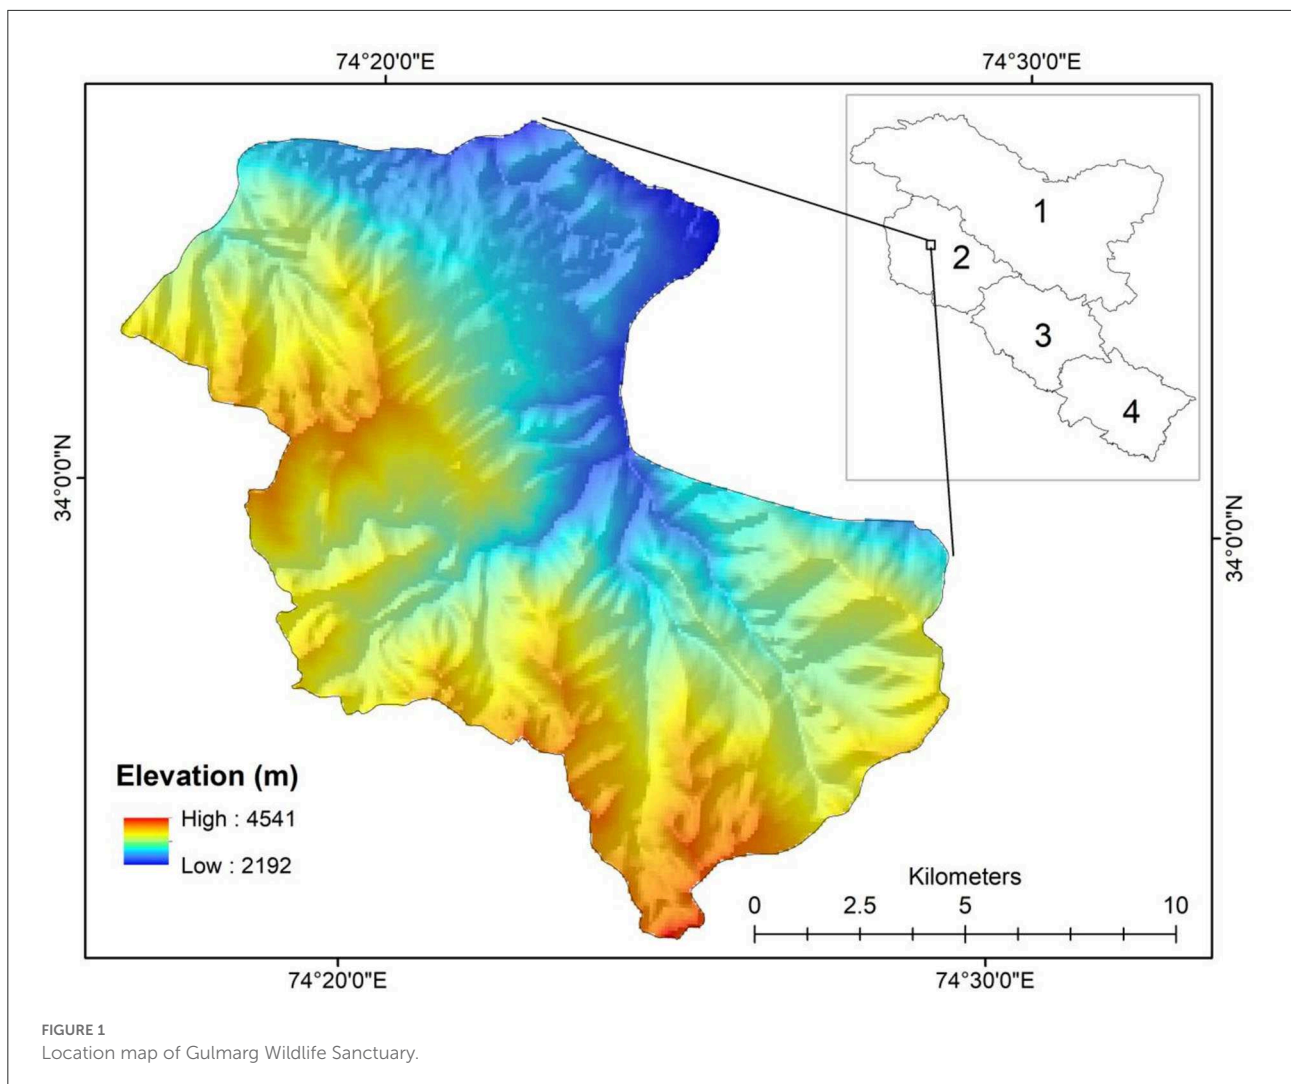 74°20'0"E
74°30'0"E
1
2
3
4
34°0'0"N
34°0'0"N
Elevation (m)
High : 4541
Low : 2192
Kilometers
0 2.5 5 10
74°20'0"E
74°30'0"E
FIGURE 1
Location map of Gulmarg Wildlife Sanctuary.